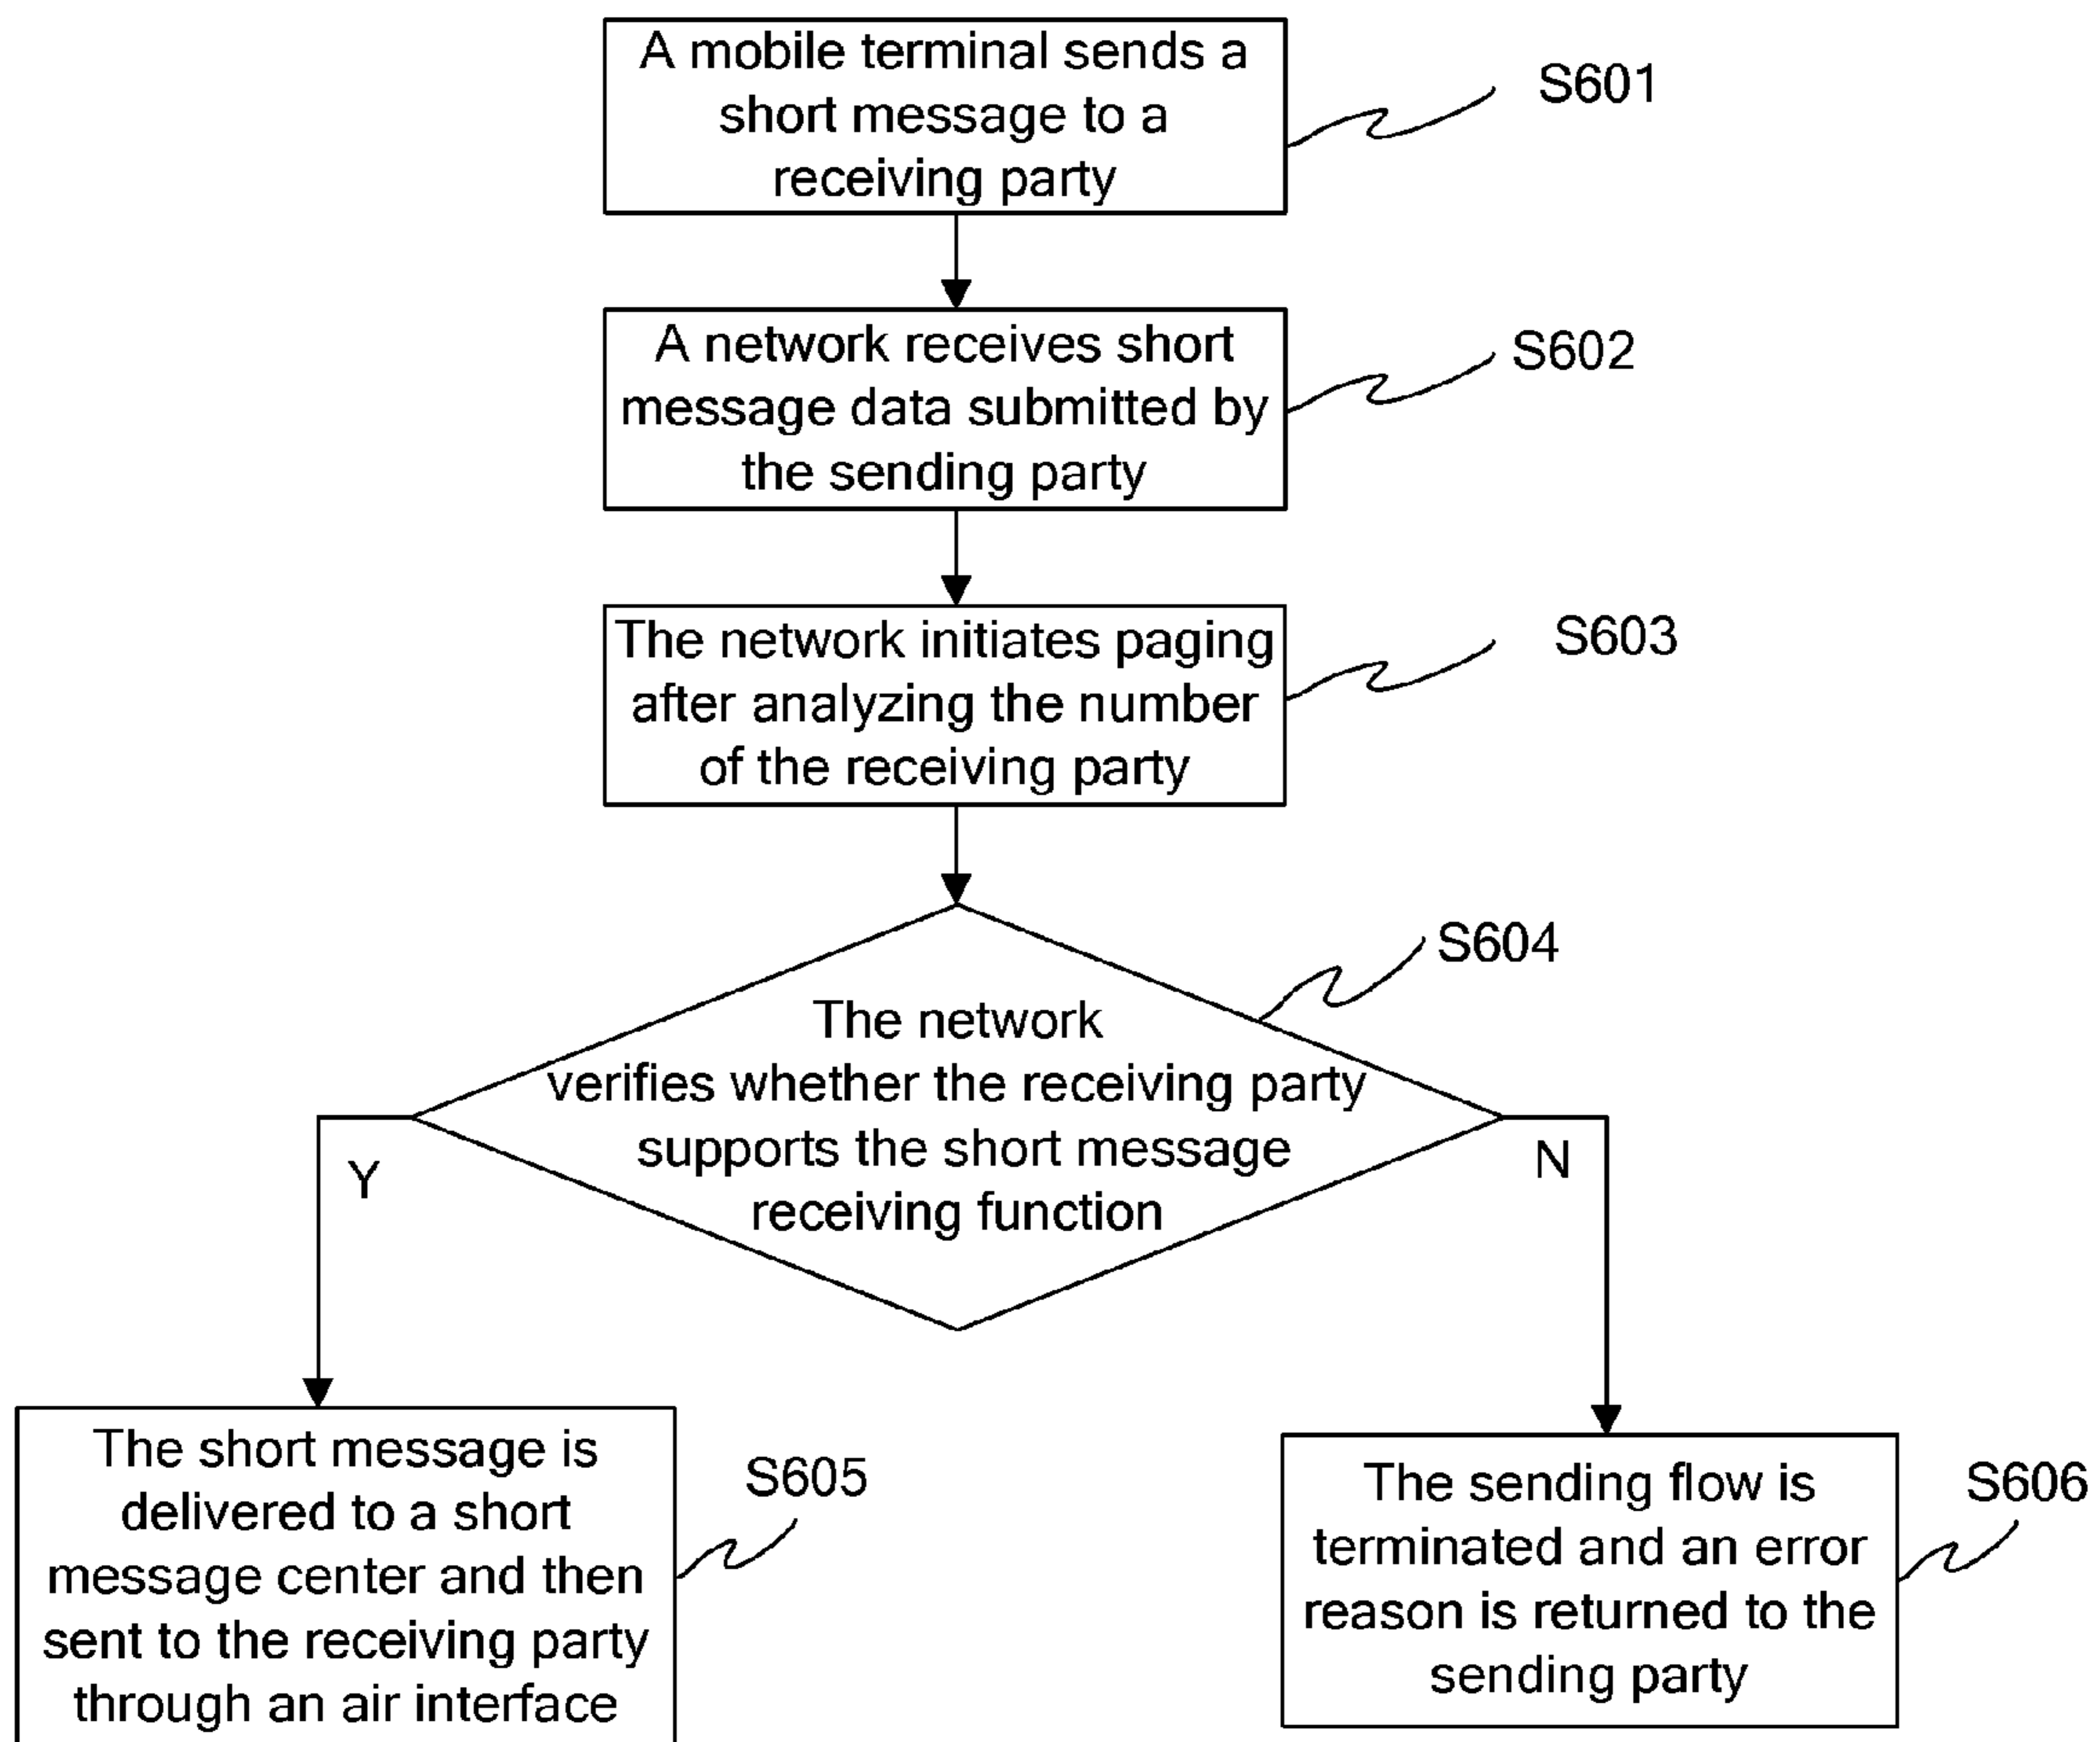 A mobile terminal sends a
short message to a
receiving party
S601
A network receives short
message data submitted by
the sending party
S602
The network initiates paging
after analyzing the number
of the receiving party
S603
The network
verifies whether the receiving party
supports the short message
receiving function
S604
Y
N
The short message is
delivered to a short
message center and then
sent to the receiving party
through an air interface
S605
The sending flow is
terminated and an error
reason is returned to the
sending party
S606